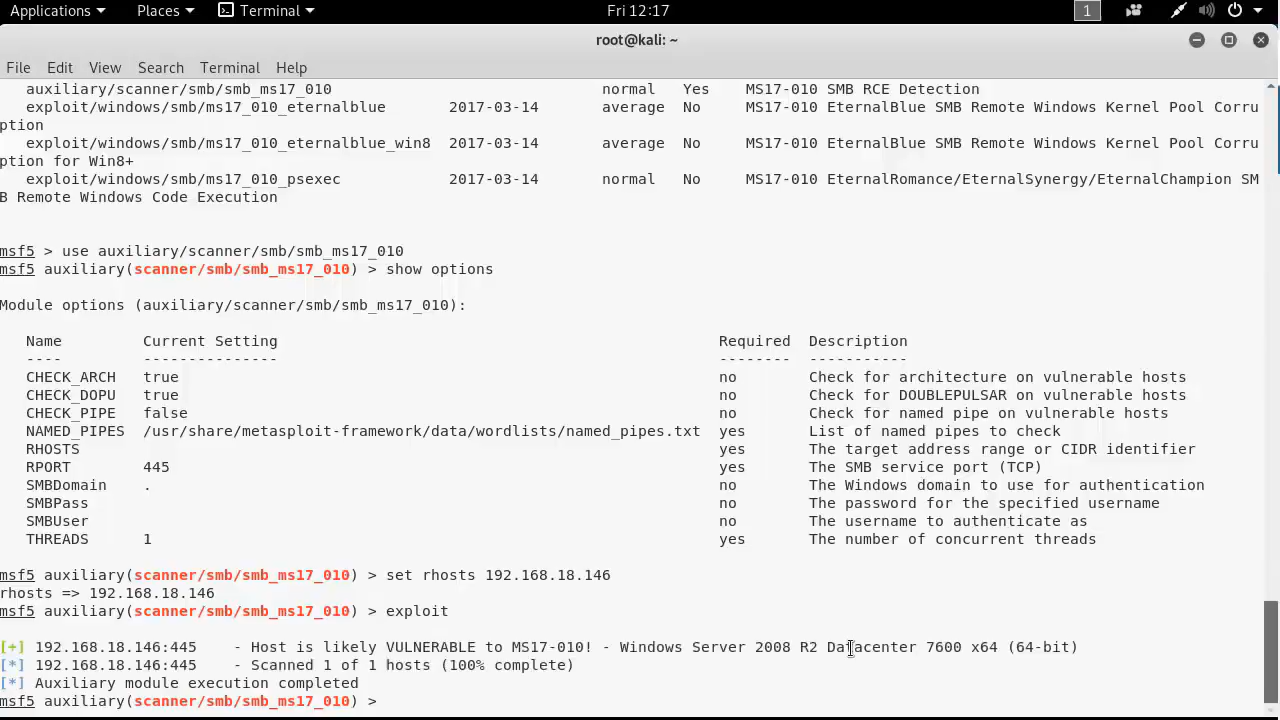 Applications Places Terminal Fri 12:17 1
root@kali: ~
File Edit View Search Terminal Help
auxiliary/scanner/smb/smb_ms17_010 normal Yes MS17-010 SMB RCE Detection
exploit/windows/smb/ms17_010_eternalblue 2017-03-14 average No MS17-010 EternalBlue SMB Remote Windows Kernel Pool Corru
ption
exploit/windows/smb/ms17_010_eternalblue_win8 2017-03-14 average No MS17-010 EternalBlue SMB Remote Windows Kernel Pool Corru
ption for Win8+
exploit/windows/smb/ms17_010_psexec 2017-03-14 normal No MS17-010 EternalRomance/EternalSynergy/EternalChampion SM
B Remote Windows Code Execution
msf5 > use auxiliary/scanner/smb/smb_ms17_010
msf5 auxiliary(scanner/smb/smb_ms17_010) > show options
Module options (auxiliary/scanner/smb/smb_ms17_010):
Name Current Setting Required Description
---- --------------- -------- -----------
CHECK_ARCH true no Check for architecture on vulnerable hosts
CHECK_DOPU true no Check for DOUBLEPULSAR on vulnerable hosts
CHECK_PIPE false no Check for named pipe on vulnerable hosts
NAMED_PIPES /usr/share/metasploit-framework/data/wordlists/named_pipes.txt yes List of named pipes to check
RHOSTS yes The target address range or CIDR identifier
RPORT 445 yes The SMB service port (TCP)
SMBDomain . no The Windows domain to use for authentication
SMBPass no The password for the specified username
SMBUser no The username to authenticate as
THREADS 1 yes The number of concurrent threads
msf5 auxiliary(scanner/smb/smb_ms17_010) > set rhosts 192.168.18.146
rhosts => 192.168.18.146
msf5 auxiliary(scanner/smb/smb_ms17_010) > exploit
[+] 192.168.18.146:445 - Host is likely VULNERABLE to MS17-010! - Windows Server 2008 R2 Datacenter 7600 x64 (64-bit)
[*] 192.168.18.146:445 - Scanned 1 of 1 hosts (100% complete)
[*] Auxiliary module execution completed
msf5 auxiliary(scanner/smb/smb_ms17_010) >